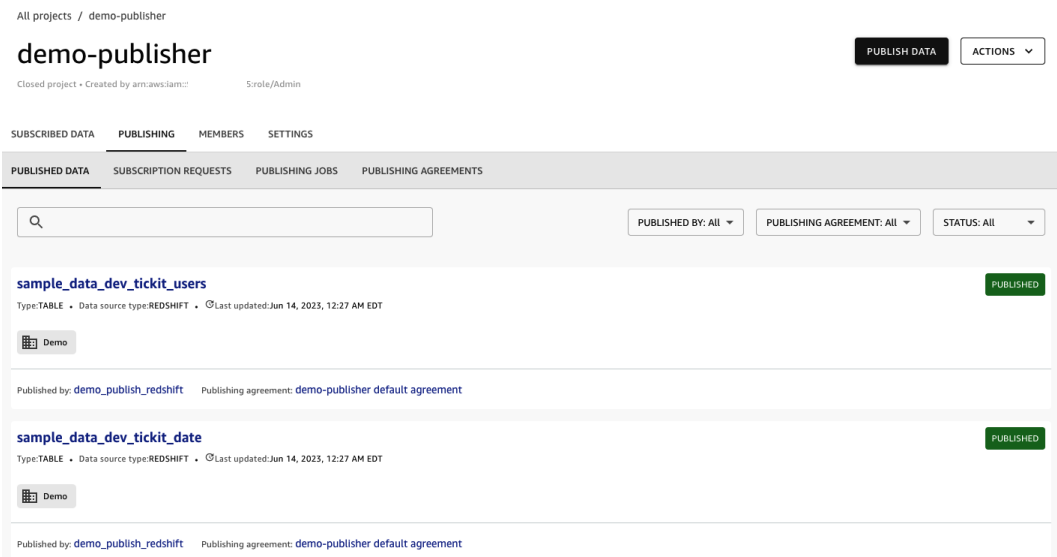 All projects / demo-publisher
demo-publisher
PUBLISH DATA
ACTIONS
Closed project • Created by arn:aws:iam::' 5:role/Admin
SUBSCRIBED DATA PUBLISHING MEMBERS SETTINGS
PUBLISHED DATA SUBSCRIPTION REQUESTS PUBLISHING JOBS PUBLISHING AGREEMENTS
PUBLISHED BY: All PUBLISHING AGREEMENT: All STATUS: All
sample_data_dev_tickit_users
PUBLISHED
Type:TABLE • Data source type:REDSHIFT • Last updated:Jun 14, 2023, 12:27 AM EDT
Demo
Published by: demo_publish_redshift Publishing agreement: demo-publisher default agreement
sample_data_dev_tickit_date
PUBLISHED
Type:TABLE • Data source type:REDSHIFT • Last updated:Jun 14, 2023, 12:27 AM EDT
Demo
Published by: demo_publish_redshift Publishing agreement: demo-publisher default agreement